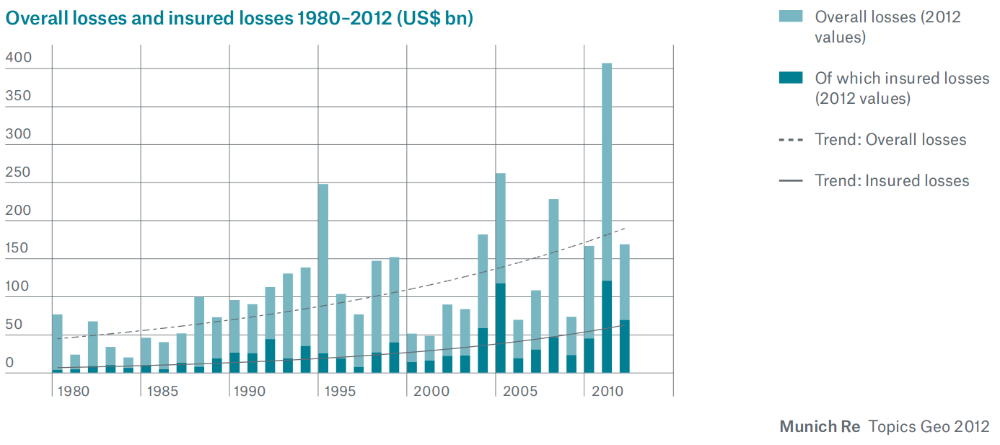 Overall losses and insured losses 1980–2012 (US$ bn)
400
350
300
250
200
150
100
50
0
1980 1985 1990 1995 2000 2005 2010
Overall losses (2012
values)
Of which insured losses
(2012 values)
Trend: Overall losses
Trend: Insured losses
Munich Re Topics Geo 2012